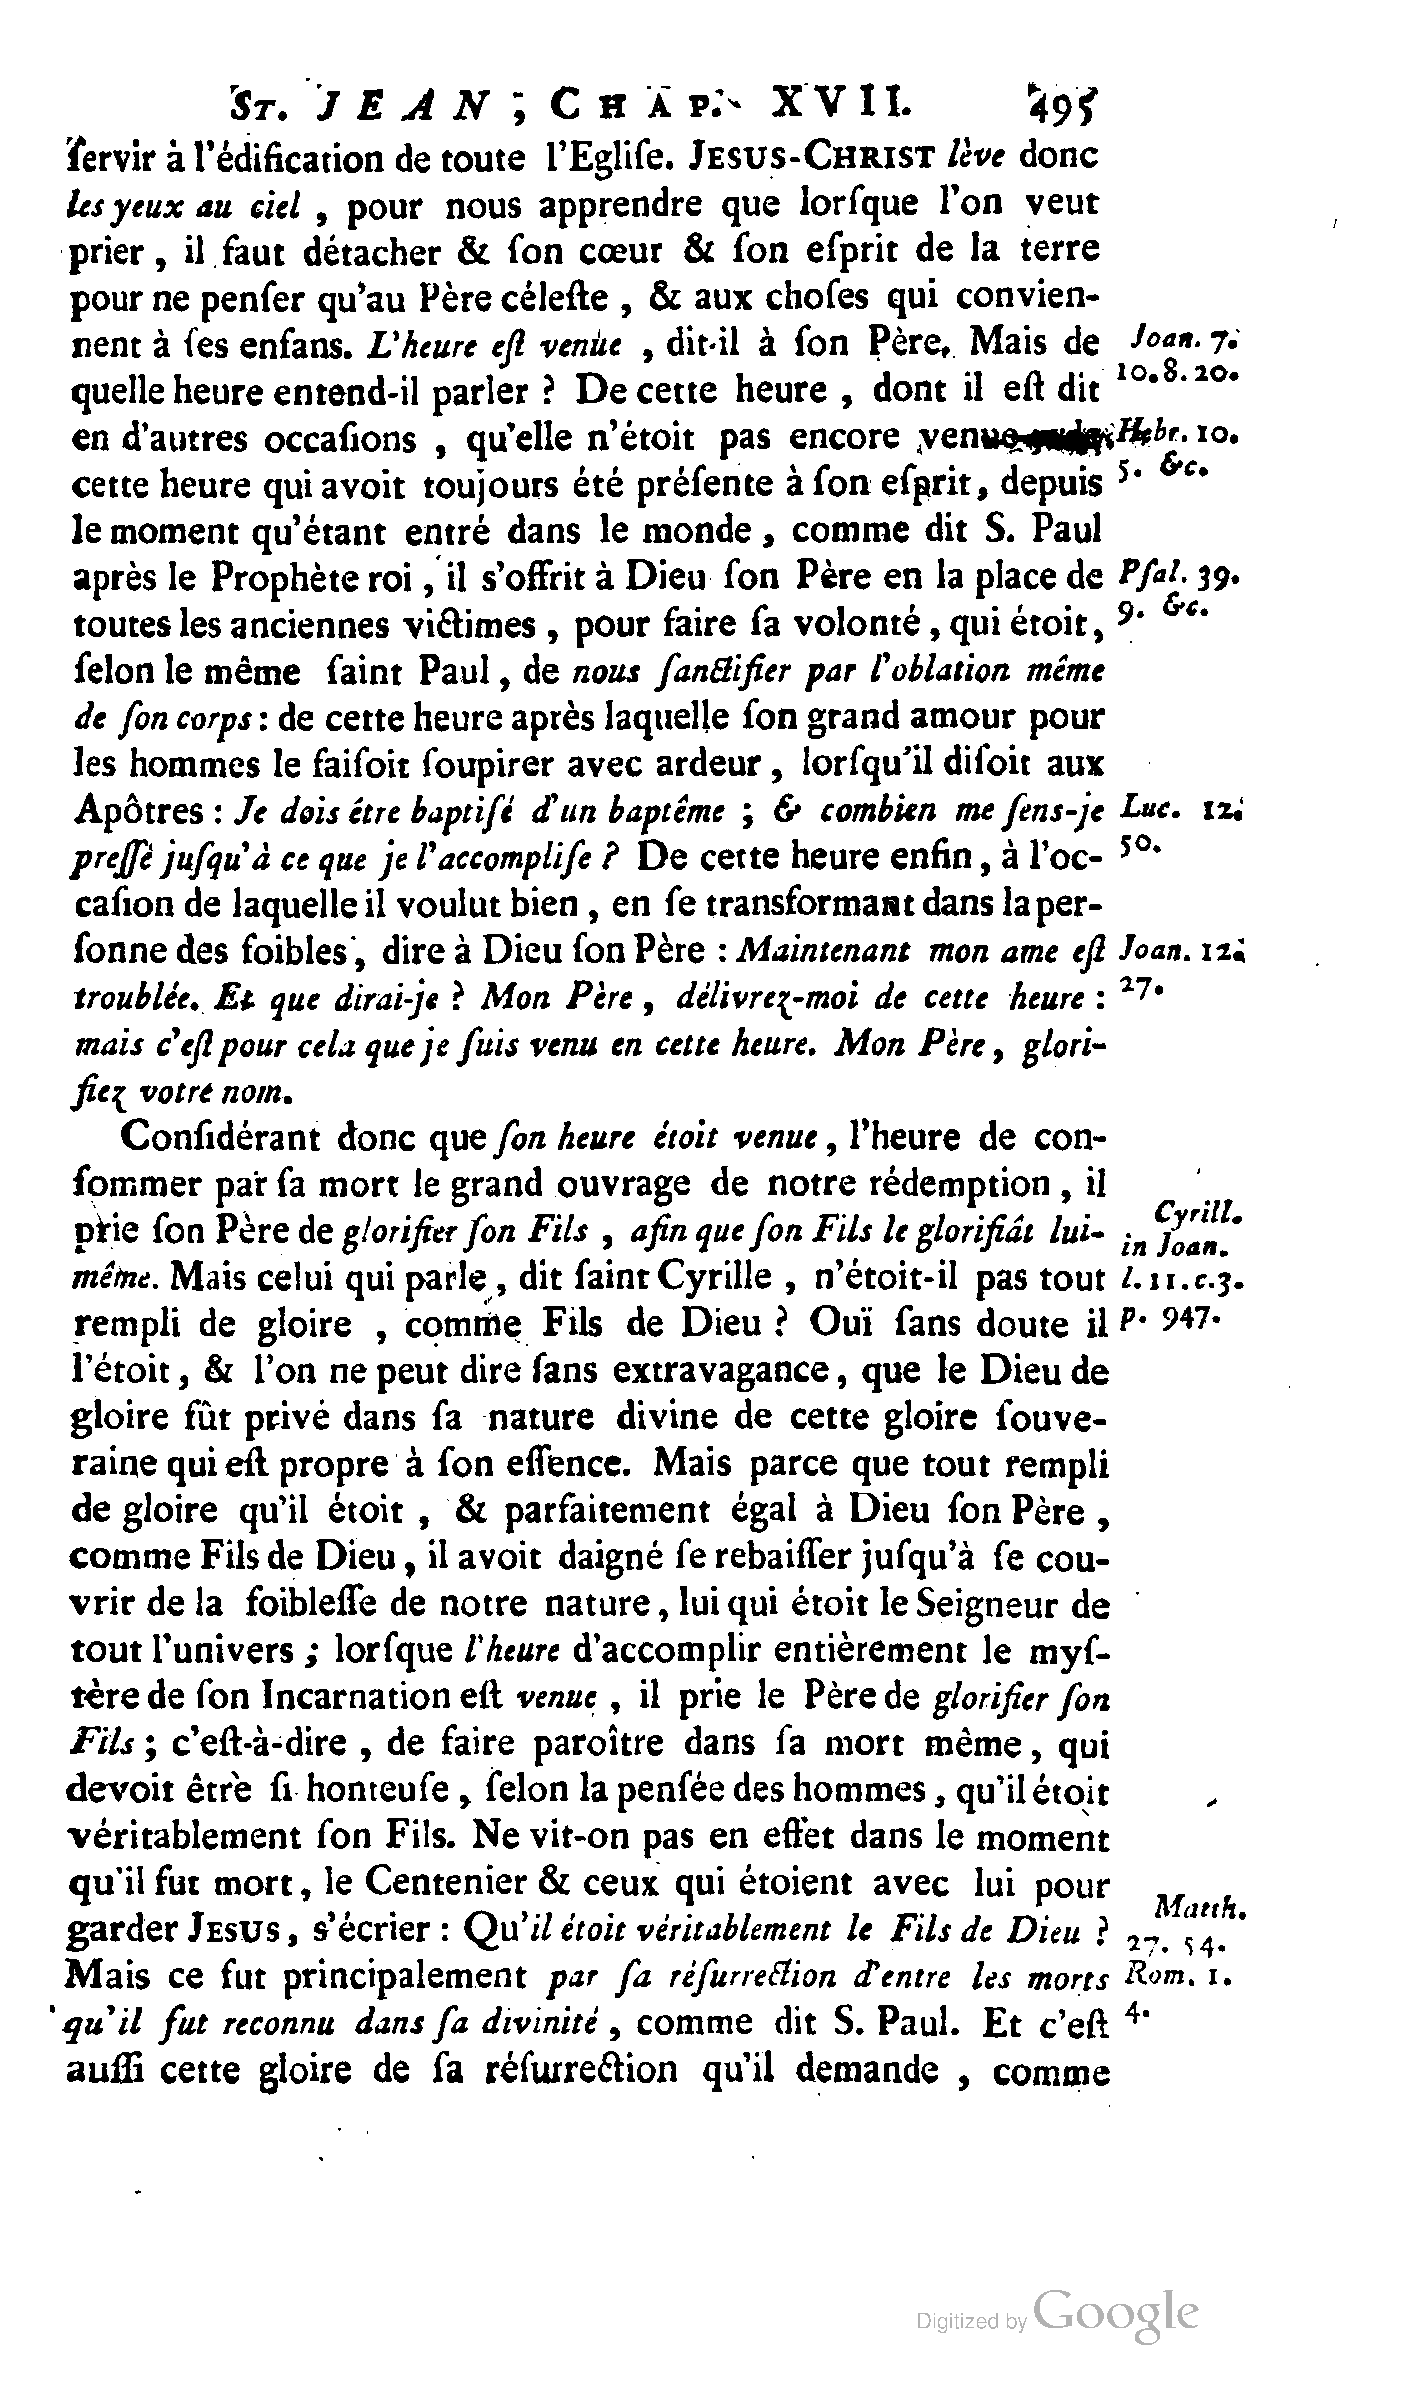 ST. JEAN, CHAP. XVII. 495
ſervir à l'édification de toute l'Egliſe. JESUS-CHRIST lève donc
les yeux au ciel, pour nous apprendre que lorſque l'on veut
prier, il faut détacher & ſon cœur & ſon eſprit de la terre
pour ne penſer qu'au Père céleſte, & aux choſes qui convien-
nent à ſes enfans. L'heure eſt venue, dit-il à ſon Père. Mais de
Joan. 7.
quelle heure entend-il parler ? De cette heure, dont il eſt dit
10. 8. 20.
en d'autres occaſions, qu'elle n'étoit pas encore venue
Hebr. 10.
cette heure qui avoit toujours été préſente à ſon eſprit, depuis
5. &c.
le moment qu'étant entré dans le monde, comme dit S. Paul
après le Prophète roi, il s'offrit à Dieu ſon Père en la place de
Pſal. 39.
toutes les anciennes victimes, pour faire ſa volonté, qui étoit,
9. &c.
ſelon le même ſaint Paul, de nous ſanctifier par l'oblation même
de ſon corps : de cette heure après laquelle ſon grand amour pour
les hommes le faiſoit ſoupirer avec ardeur, lorſqu'il diſoit aux
Apôtres : Je dois être baptiſé d'un baptême ; & combien me ſens-je
Luc. 12.
preſſé juſqu'à ce que je l'accompliſe ? De cette heure enfin, à l'oc-
50.
caſion de laquelle il voulut bien, en ſe transformant dans la per-
ſonne des foibles, dire à Dieu ſon Père : Maintenant mon ame eſt
Joan. 12.
troublée. Et que dirai-je ? Mon Père, délivrez-moi de cette heure :
27.
mais c'eſt pour cela que je ſuis venu en cette heure. Mon Père, glori-
fiez votre nom.
Conſidérant donc que ſon heure étoit venue, l'heure de con-
ſommer par ſa mort le grand ouvrage de notre rédemption, il
prie ſon Père de glorifier ſon Fils, afin que ſon Fils le glorifiât lui-
Cyrill.
in Joan.
même. Mais celui qui parle, dit ſaint Cyrille, n'étoit-il pas tout
l. 11. c. 3.
rempli de gloire, comme Fils de Dieu ? Ouï ſans doute il
p. 947.
l'étoit, & l'on ne peut dire ſans extravagance, que le Dieu de
gloire fût privé dans ſa nature divine de cette gloire ſouve-
raine qui eſt propre à ſon eſſence. Mais parce que tout rempli
de gloire qu'il étoit, & parfaitement égal à Dieu ſon Père,
comme Fils de Dieu, il avoit daigné ſe rebaiſſer juſqu'à ſe cou-
vrir de la foibleſſe de notre nature, lui qui étoit le Seigneur de
tout l'univers ; lorſque l'heure d'accomplir entièrement le myſ-
tère de ſon Incarnation eſt venue, il prie le Père de glorifier ſon
Fils ; c'eſt-à-dire, de faire paroître dans ſa mort même, qui
devoit être ſi honteuſe, ſelon la penſée des hommes, qu'il étoit
véritablement ſon Fils. Ne vit-on pas en effet dans le moment
qu'il fut mort, le Centenier & ceux qui étoient avec lui pour
garder JESUS, s'écrier : Qu'il étoit véritablement le Fils de Dieu ?
Matth.
27. 54.
Mais ce fut principalement par ſa réſurrection d'entre les morts
Rom. 1.
qu'il fut reconnu dans ſa divinité, comme dit S. Paul. Et c'eſt
4.
auſſi cette gloire de ſa réſurrection qu'il demande, comme
Digitized by Google